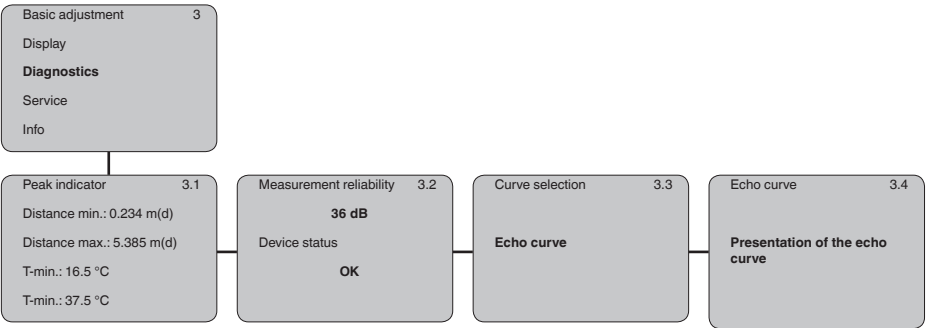 Basic adjustment 3
Display
Diagnostics
Service
Info
Peak indicator 3.1
Distance min.: 0.234 m(d)
Distance max.: 5.385 m(d)
T-min.: 16.5 °C
T-min.: 37.5 °C
Measurement reliability 3.2
36 dB
Device status
OK
Curve selection 3.3
Echo curve
Echo curve 3.4
Presentation of the echo
curve